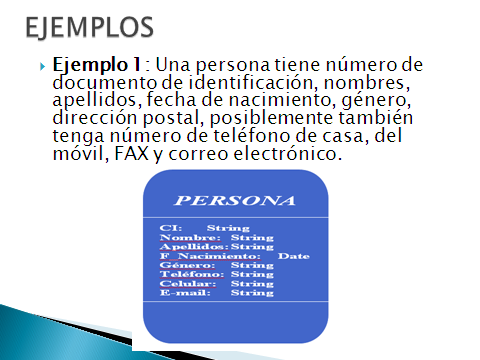 EJEMPLOS
Ejemplo 1: Una persona tiene número de
documento de identificación, nombres,
apellidos, fecha de nacimiento, género,
dirección postal, posiblemente también
tenga número de teléfono de casa, del
móvil, FAX y correo electrónico.
PERSONA
CI: String
Nombre: String
Apellidos: String
F_Nacimiento: Date
Género: String
Teléfono: String
Celular: String
E-mail: String